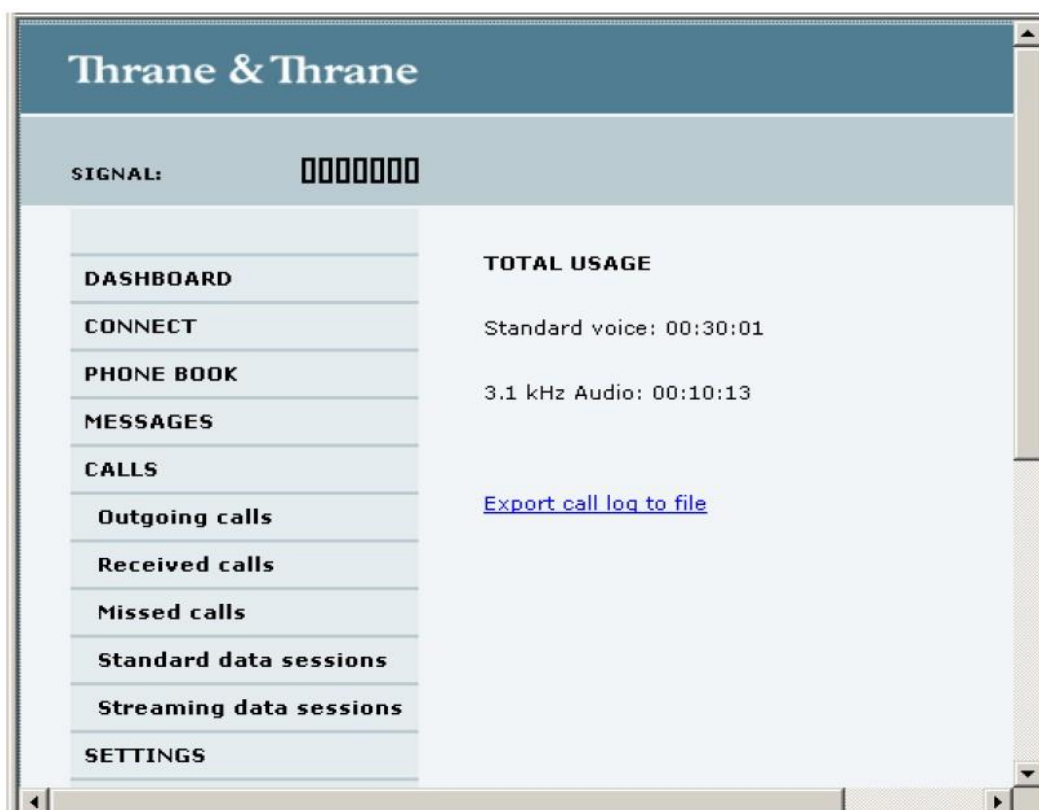 Thrane & Thrane
SIGNAL:
DASHBOARD
CONNECT
PHONE BOOK
MESSAGES
CALLS
Outgoing calls
Received calls
Missed calls
Standard data sessions
Streaming data sessions
SETTINGS
TOTAL USAGE
Standard voice: 00:30:01
3.1 kHz Audio: 00:10:13
Export call log to file